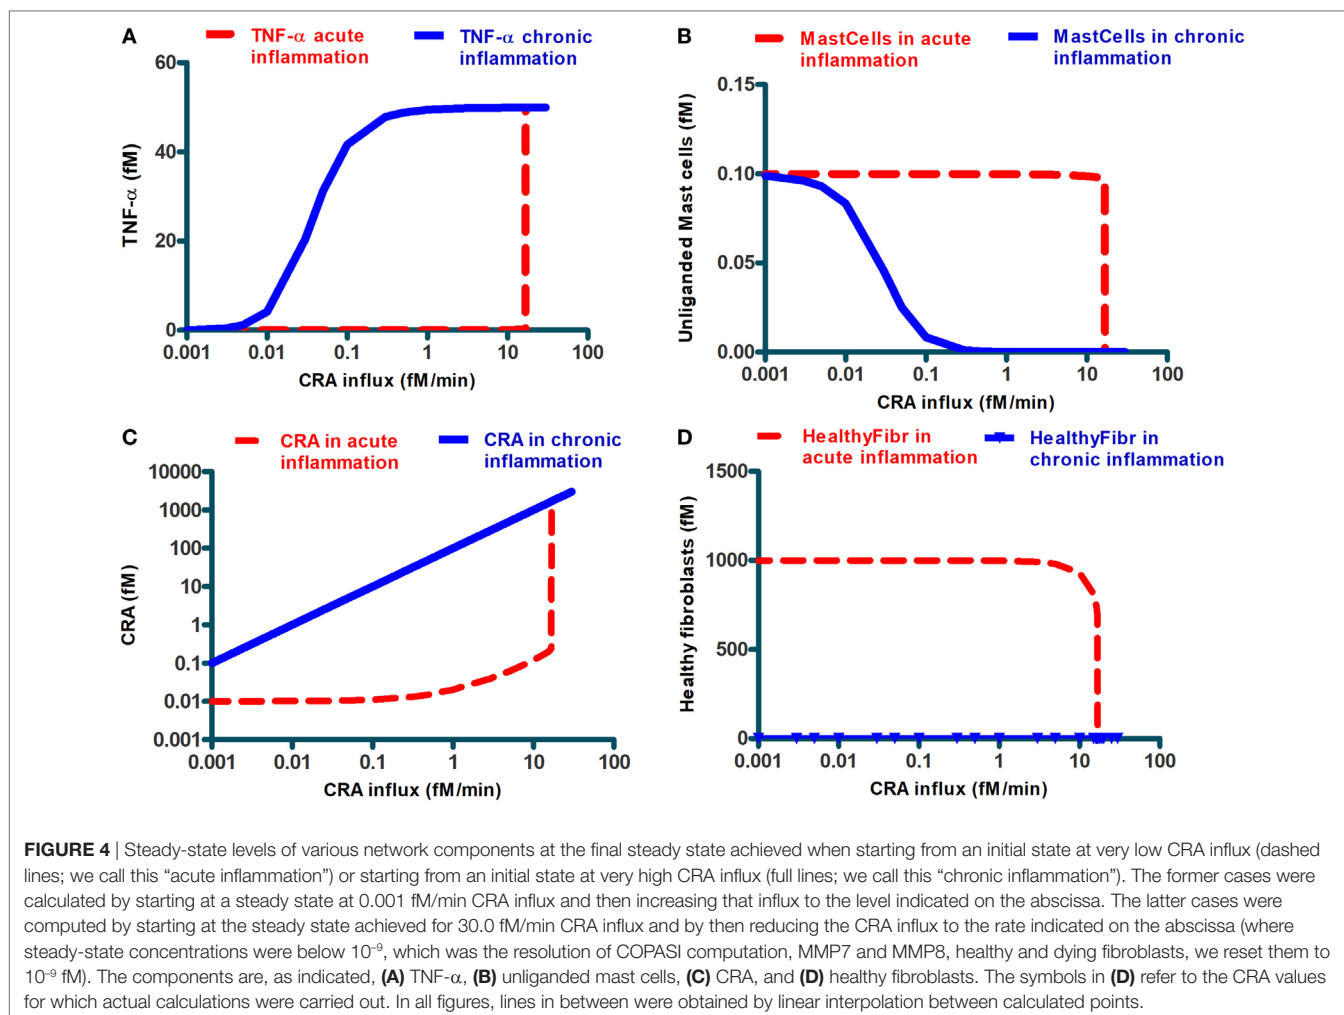 A
TNF-α acute
inflammation
TNF-α chronic
inflammation
60
40
20
0
TNF-α (fM)
0.001
0.01
0.1
1
10
100
CRA influx (fM/min)
B
MastCells in acute
inflammation
MastCells in chronic
inflammation
0.15
0.10
0.05
0.00
Unliganded Mast cells (fM)
0.001
0.01
0.1
1
10
100
CRA influx (fM/min)
C
CRA in acute
inflammation
CRA in chronic
inflammation
10000
1000
100
10
1
0.1
0.01
0.001
CRA (fM)
0.001
0.01
0.1
1
10
100
CRA influx (fM/min)
D
HealthyFibr in
acute inflammation
HealthyFibr in
chronic inflammation
1500
1000
500
0
Healthy fibroblasts (fM)
0.001
0.01
0.1
1
10
100
CRA influx (fM/min)
FIGURE 4 | Steady-state levels of various network components at the final steady state achieved when starting from an initial state at very low CRA influx (dashed
lines; we call this “acute inflammation”) or starting from an initial state at very high CRA influx (full lines; we call this “chronic inflammation”). The former cases were
calculated by starting at a steady state at 0.001 fM/min CRA influx and then increasing that influx to the level indicated on the abscissa. The latter cases were
computed by starting at the steady state achieved for 30.0 fM/min CRA influx and by then reducing the CRA influx to the rate indicated on the abscissa (where
steady-state concentrations were below 10⁻⁹, which was the resolution of COPASI computation, MMP7 and MMP8, healthy and dying fibroblasts, we reset them to
10⁻⁹ fM). The components are, as indicated, (A) TNF-α, (B) unliganded mast cells, (C) CRA, and (D) healthy fibroblasts. The symbols in (D) refer to the CRA values
for which actual calculations were carried out. In all figures, lines in between were obtained by linear interpolation between calculated points.